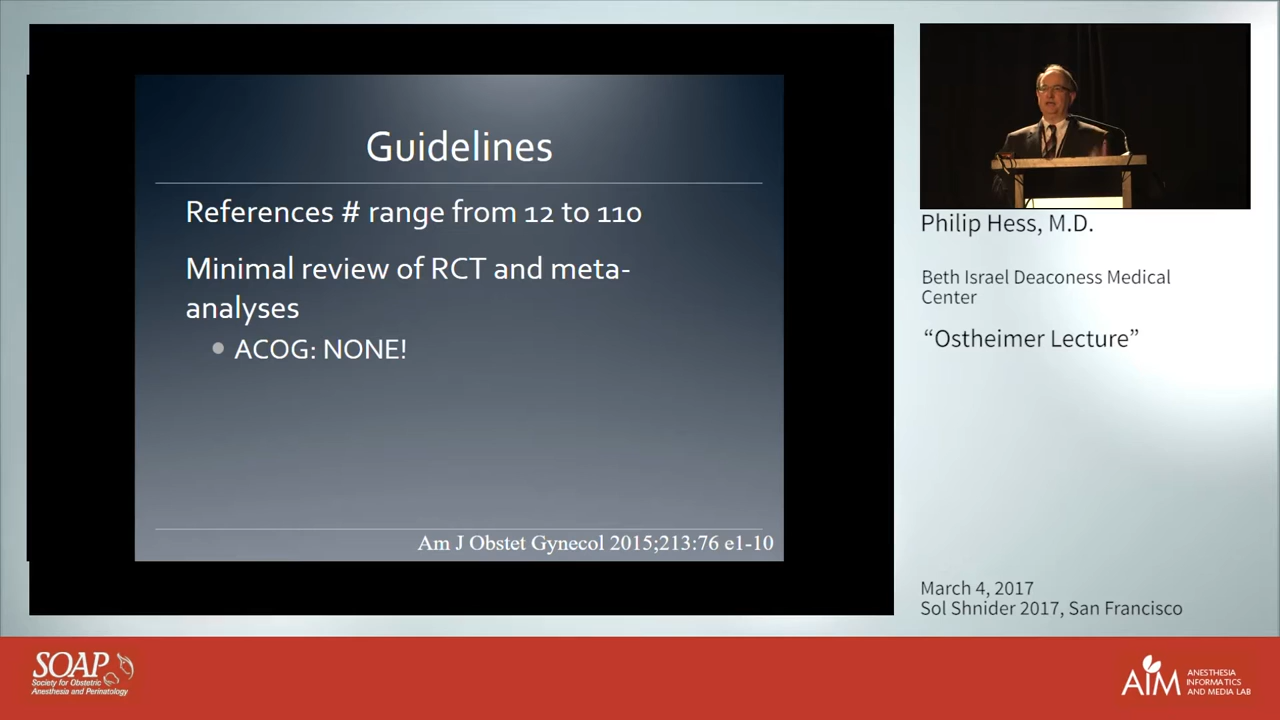 Guidelines
References # range from 12 to 110
Minimal review of RCT and meta-
analyses
ACOG: NONE!
Am J Obstet Gynecol 2015;213:76 e1-10
Philip Hess, M.D.
Beth Israel Deaconess Medical
Center
“Ostheimer Lecture”
March 4, 2017
Sol Shnider 2017, San Francisco
SOAP
Society for Obstetric
Anesthesia and Perinatology
AIM
ANESTHESIA
INFORMATICS
AND MEDIA LAB